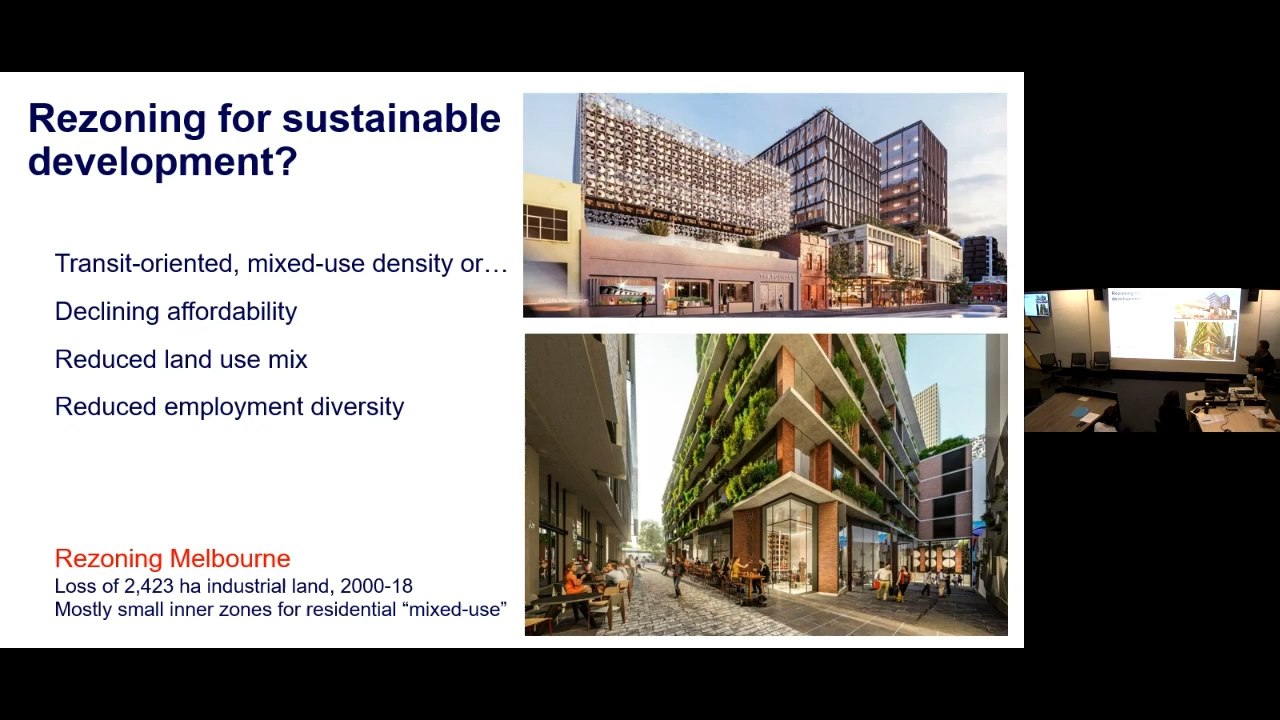 Rezoning for sustainable
development?
Transit-oriented, mixed-use density or…
Declining affordability
Reduced land use mix
Reduced employment diversity
Rezoning Melbourne
Loss of 2,423 ha industrial land, 2000-18
Mostly small inner zones for residential “mixed-use”